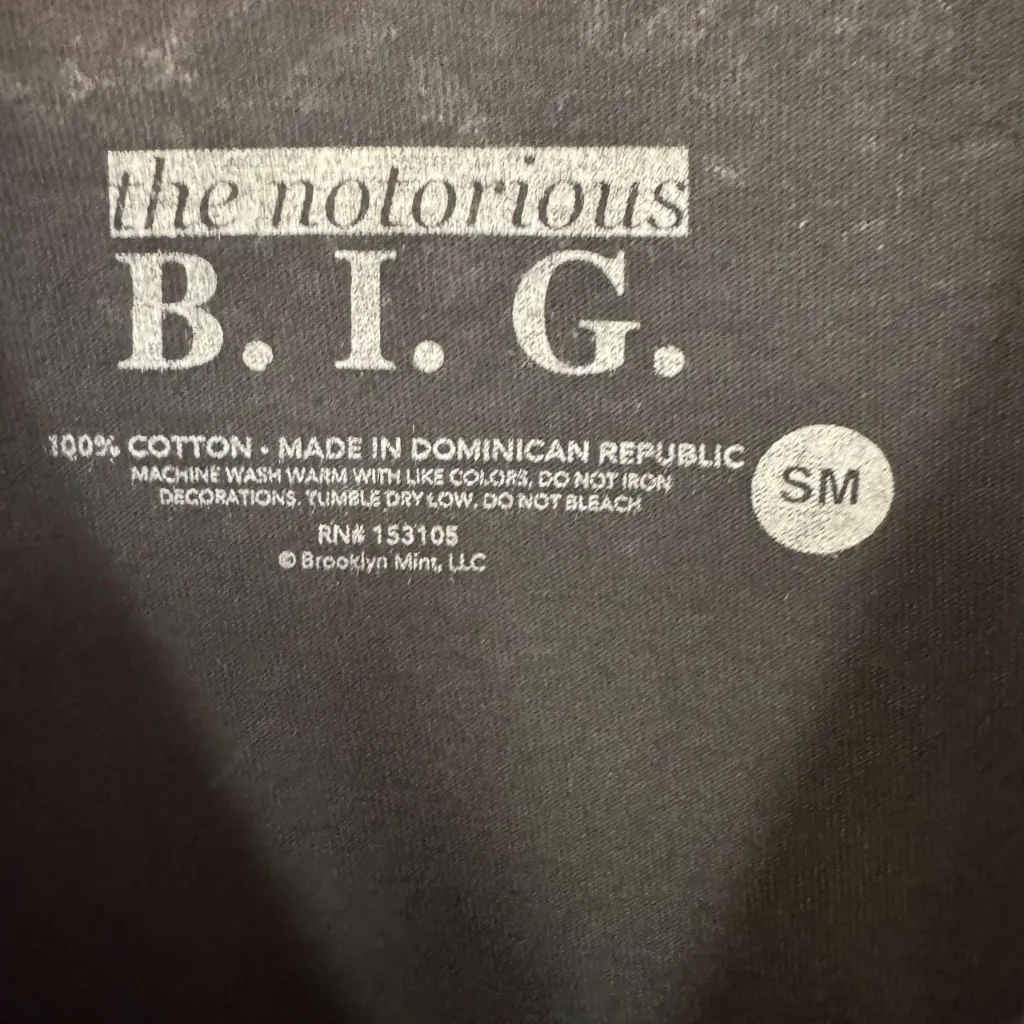 the notorious
B. I. G.
100% COTTON • MADE IN DOMINICAN REPUBLIC
MACHINE WASH WARM WITH LIKE COLORS, DO NOT IRON
DECORATIONS. TUMBLE DRY LOW, DO NOT BLEACH
SM
RN# 153105
© Brooklyn Mint, LLC